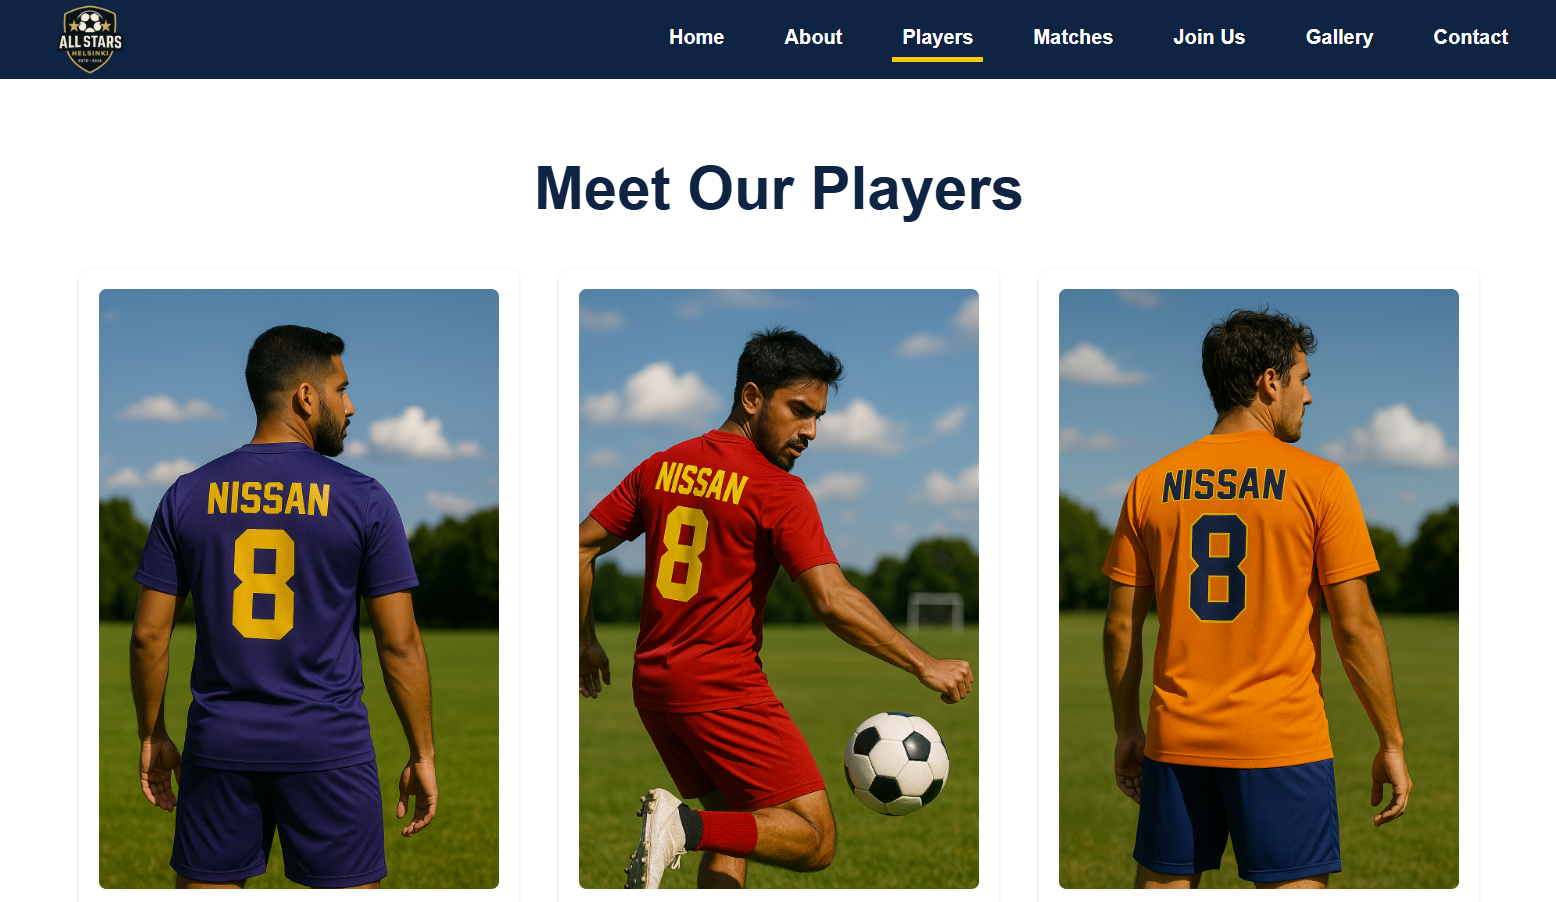 ALL STARS
HELSINKI
Home About Players Matches Join Us Gallery Contact
Meet Our Players
NISSAN
8
NISSAN
8
NISSAN
8